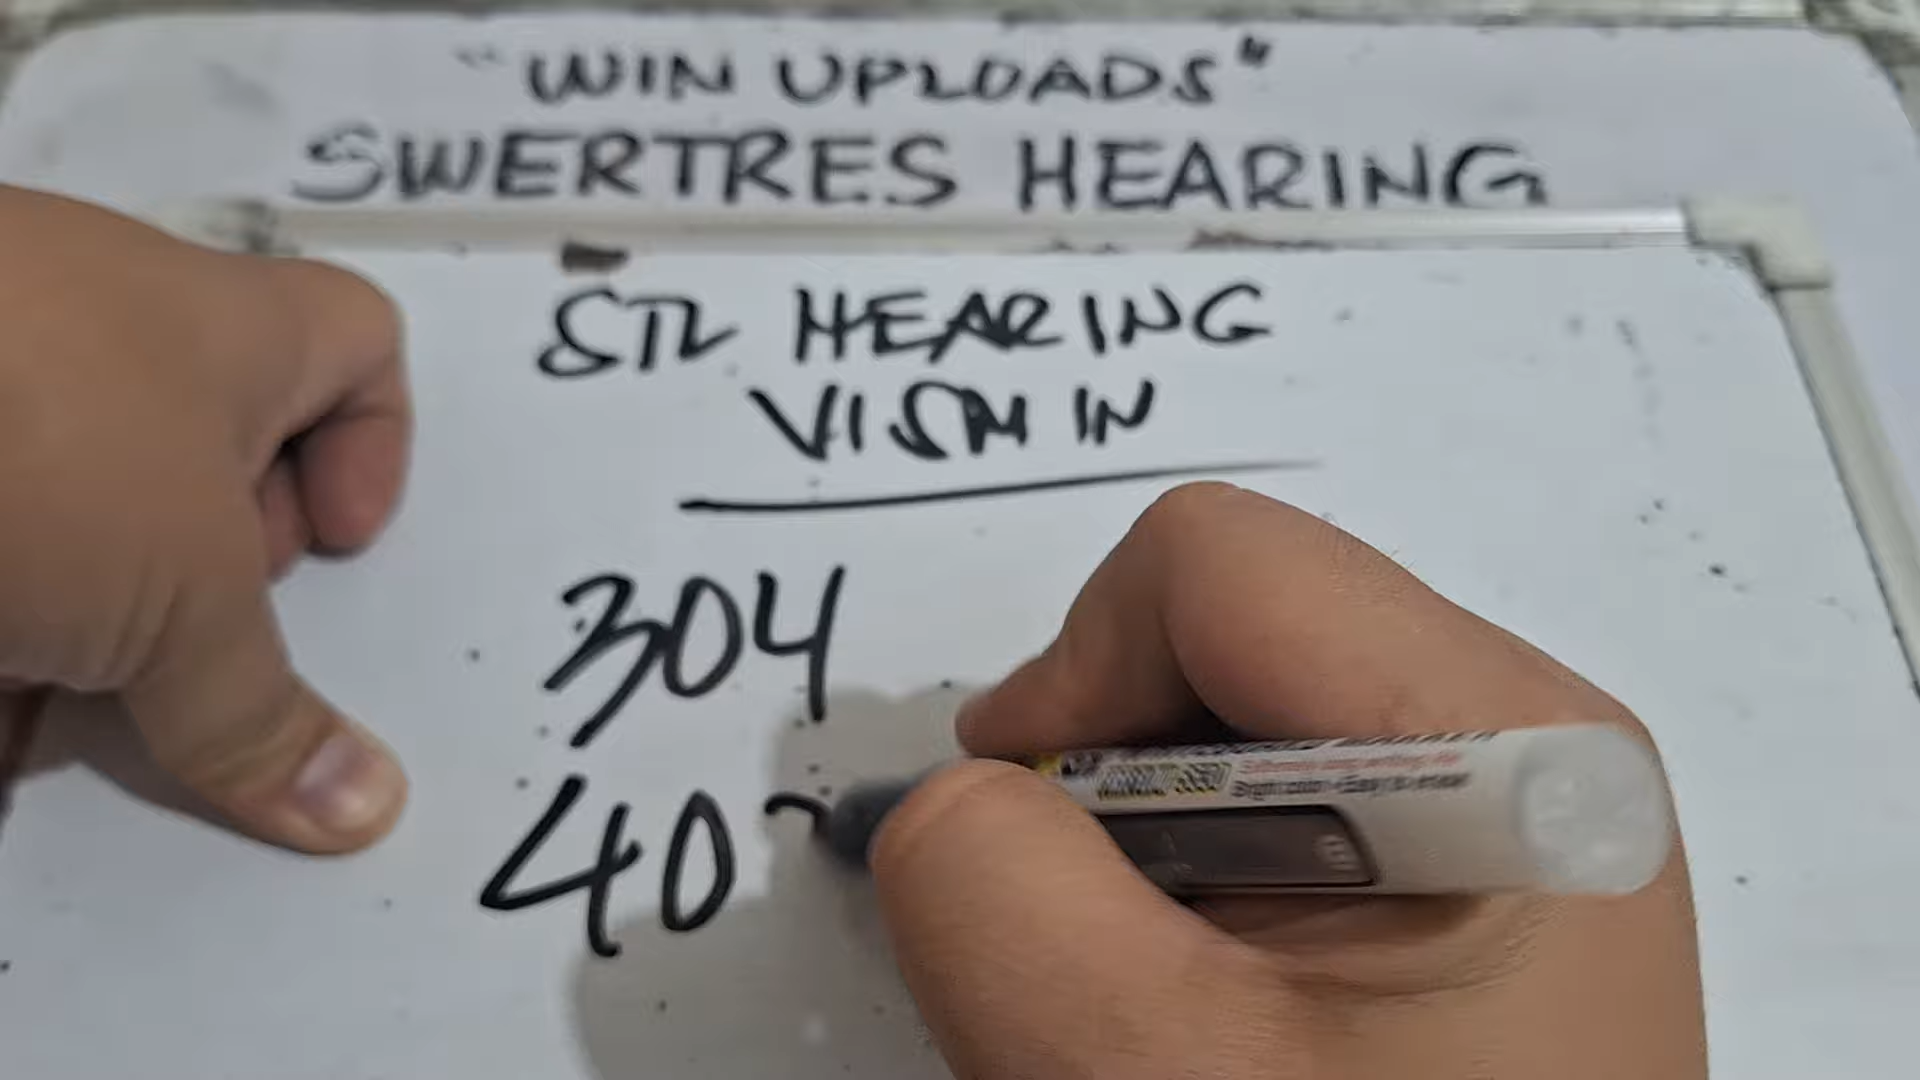 "WIN UPLOADS"
SWERTRES HEARING
STL HEARING
VISMIN
304
40